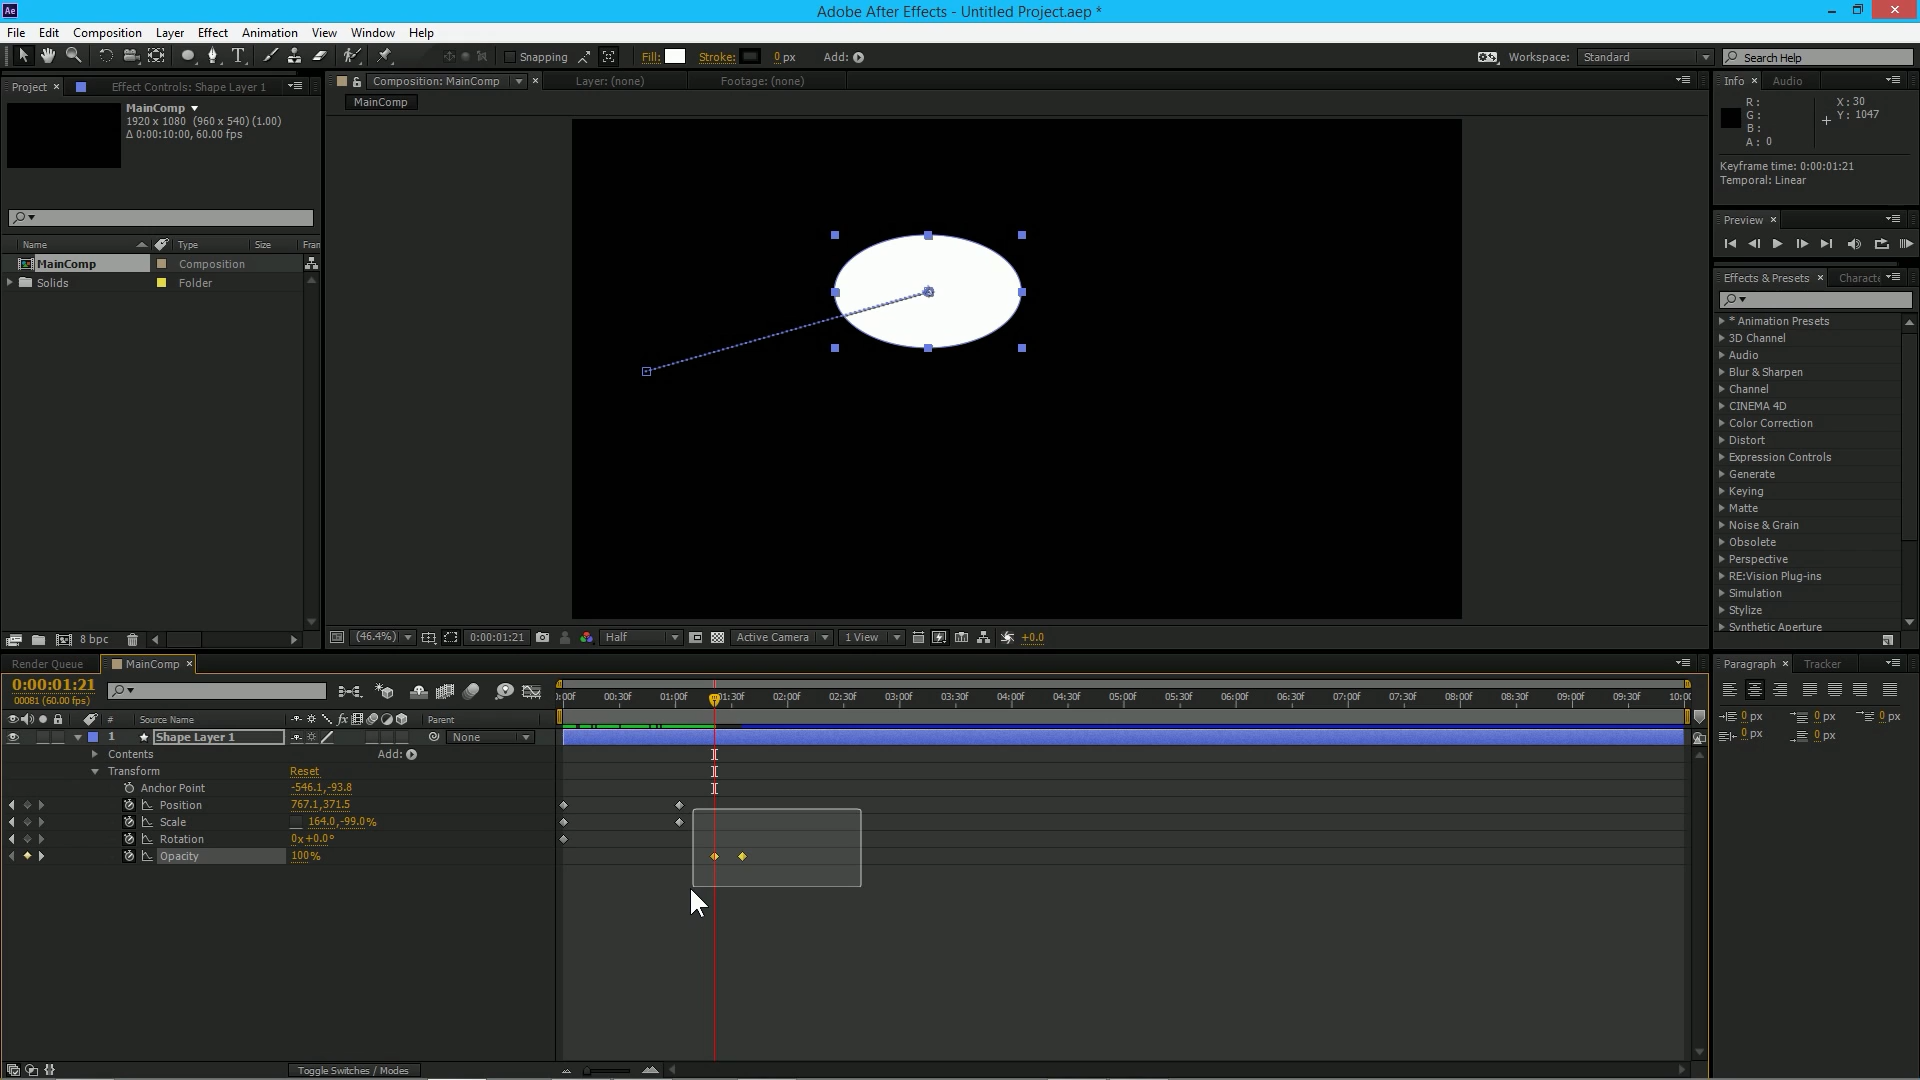 Ae
Adobe After Effects - Untitled Project.aep *
File Edit Composition Layer Effect Animation View Window Help
Snapping Fill: Stroke: 0 px Add: Workspace: Standard Search Help
Project Effect Controls: Shape Layer 1 Composition: MainComp Layer: (none) Footage: (none) Info Audio
MainComp
1920 x 1080 (960 x 540) (1.00)
Δ 0:00:10:00, 60.00 fps
MainComp
R: X: 30
G: Y: 1047
B:
A: 0
Keyframe time: 0:00:01:21
Temporal: Linear
Preview
Name Type Size Fran
MainComp Composition
Solids Folder
Effects & Presets Characte
* Animation Presets
3D Channel
Audio
Blur & Sharpen
Channel
CINEMA 4D
Color Correction
Distort
Expression Controls
Generate
Keying
Matte
Noise & Grain
Obsolete
Perspective
RE:Vision Plug-ins
Simulation
Stylize
Synthetic Aperture
8 bpc (46.4%) 0:00:01:21 Half Active Camera 1 View +0.0
Render Queue MainComp Paragraph Tracker
0:00:01:21
00081 (60.00 fps)
:00f 00:30f 01:00f 01:30f 02:00f 02:30f 03:00f 03:30f 04:00f 04:30f 05:00f 05:30f 06:00f 06:30f 07:00f 07:30f 08:00f 08:30f 09:00f 09:30f 10:00
0 px 0 px 0 px
0 px 0 px
# Source Name fx Parent
1 Shape Layer 1 None
Contents Add:
Transform Reset
Anchor Point -546.1,-93.8
Position 767.1,371.5
Scale 164.0,-99.0%
Rotation 0x+0.0°
Opacity 100%
Toggle Switches / Modes